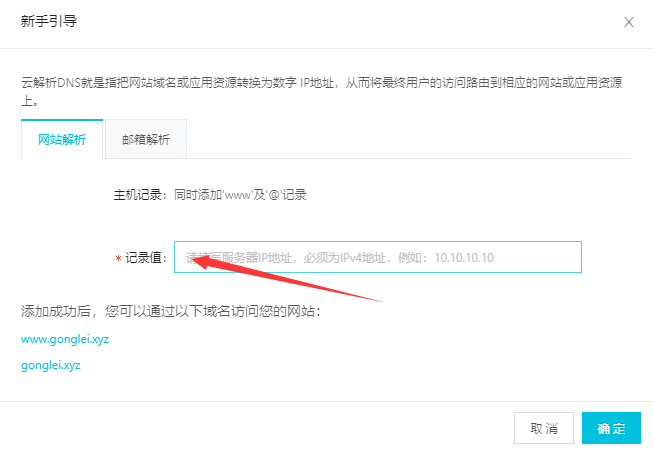 新手引导
云解析DNS就是指把网站域名或应用资源转换为数字 IP地址，从而将最终用户的访问路由到相应的网站或应用资源
上。
网站解析 邮箱解析
主机记录： 同时添加'www'及'@'记录
* 记录值： 请填写服务器IP地址，必须为IPv4地址，例如：10.10.10.10
添加成功后，您可以通过以下域名访问您的网站：
www.gonglei.xyz
gonglei.xyz
取消 确定